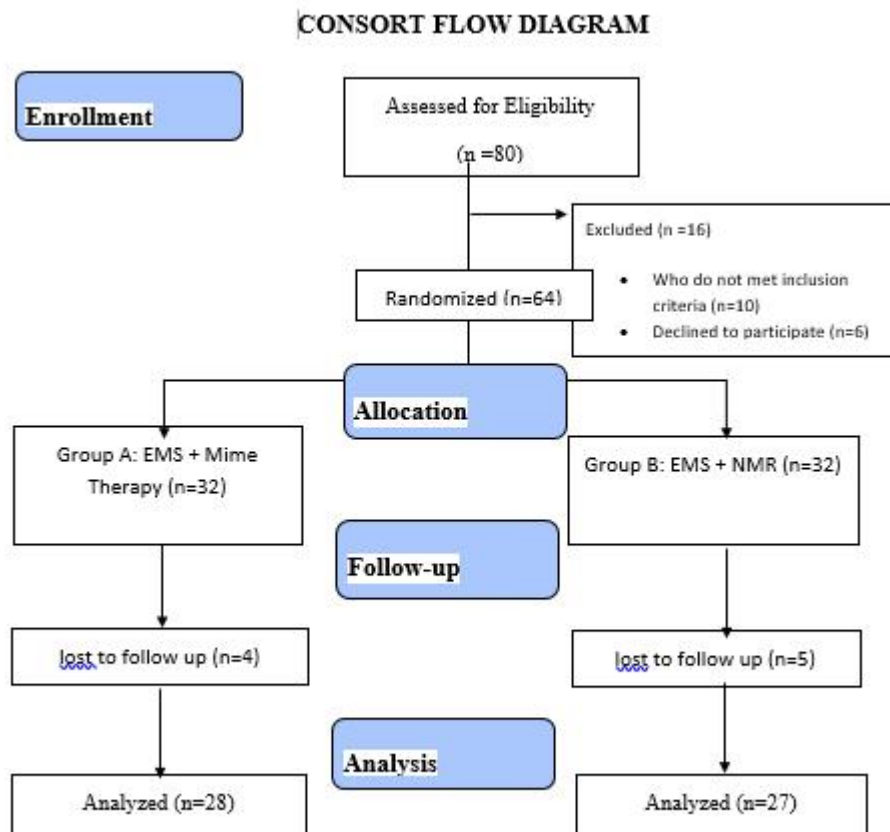 CONSORT FLOW DIAGRAM
Enrollment
Assessed for Eligibility
(n =80)
Excluded (n =16)
• Who do not met inclusion
criteria (n=10)
• Declined to participate (n=6)
Randomized (n=64)
Allocation
Group A: EMS + Mime
Therapy (n=32)
Group B: EMS + NMR (n=32)
Follow-up
lost to follow up (n=4)
lost to follow up (n=5)
Analysis
Analyzed (n=28)
Analyzed (n=27)